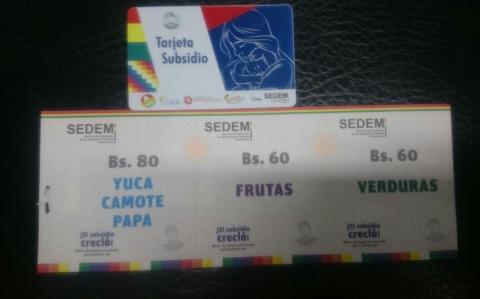 Tarjeta
Subsidio
SEDEM
SEDEM
Bs. 80
YUCA
CAMOTE
PAPA
¡El subsidio
creció!
SEDEM
Bs. 60
FRUTAS
¡El subsidio
creció!
SEDEM
Bs. 60
VERDURAS
¡El subsidio
creció!